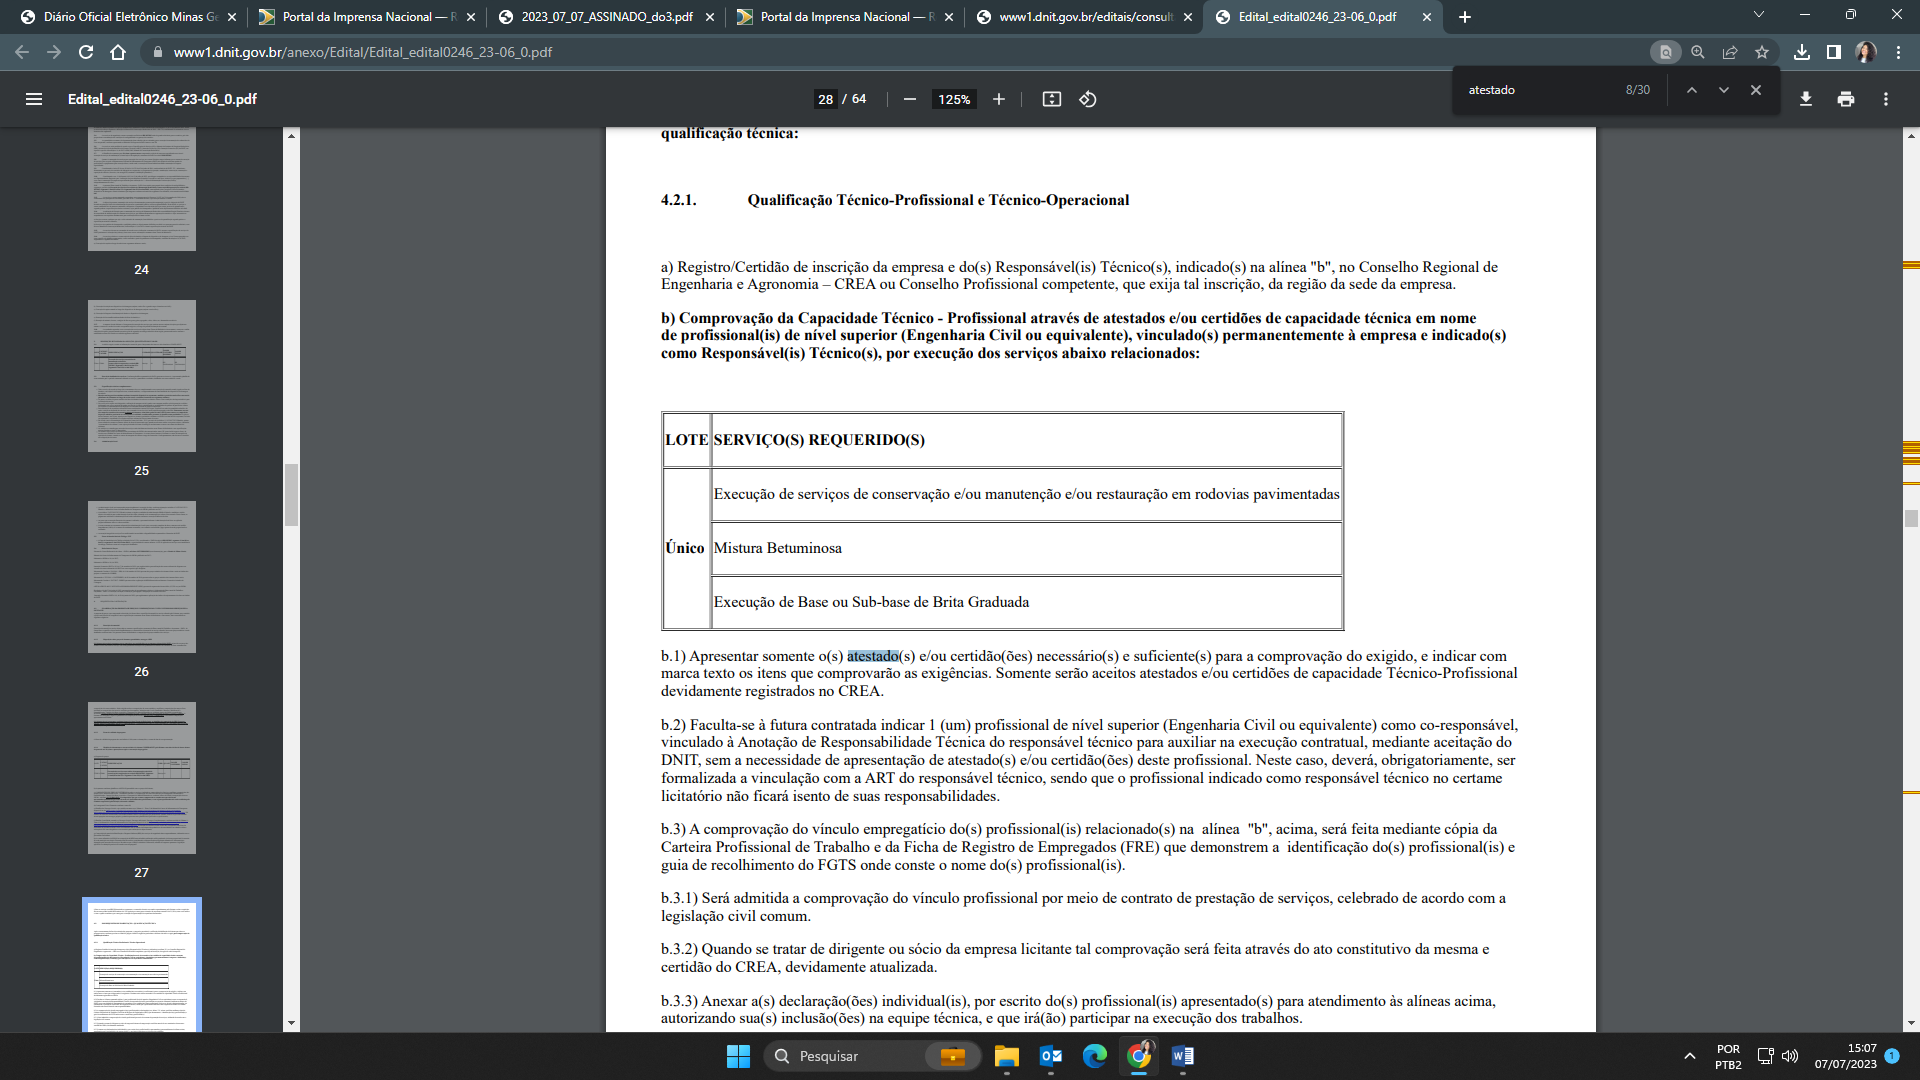 Diário Oficial Eletrônico Minas Ge
Portal da Imprensa Nacional — R
2023_07_07_ASSINADO_do3.pdf
Portal da Imprensa Nacional — R
www1.dnit.gov.br/editais/consult
Edital_edital0246_23-06_0.pdf
www1.dnit.gov.br/anexo/Edital/Edital_edital0246_23-06_0.pdf
Edital_edital0246_23-06_0.pdf
28 / 64
125%
atestado
8/30
24
25
26
27
qualificação técnica:
4.2.1. Qualificação Técnico-Profissional e Técnico-Operacional
a) Registro/Certidão de inscrição da empresa e do(s) Responsável(is) Técnico(s), indicado(s) na alínea "b", no Conselho Regional de
Engenharia e Agronomia – CREA ou Conselho Profissional competente, que exija tal inscrição, da região da sede da empresa.
b) Comprovação da Capacidade Técnico - Profissional através de atestados e/ou certidões de capacidade técnica em nome
de profissional(is) de nível superior (Engenharia Civil ou equivalente), vinculado(s) permanentemente à empresa e indicado(s)
como Responsável(is) Técnico(s), por execução dos serviços abaixo relacionados:
LOTE SERVIÇO(S) REQUERIDO(S)
Execução de serviços de conservação e/ou manutenção e/ou restauração em rodovias pavimentadas
Único Mistura Betuminosa
Execução de Base ou Sub-base de Brita Graduada
b.1) Apresentar somente o(s) atestado(s) e/ou certidão(ões) necessário(s) e suficiente(s) para a comprovação do exigido, e indicar com
marca texto os itens que comprovarão as exigências. Somente serão aceitos atestados e/ou certidões de capacidade Técnico-Profissional
devidamente registrados no CREA.
b.2) Faculta-se à futura contratada indicar 1 (um) profissional de nível superior (Engenharia Civil ou equivalente) como co-responsável,
vinculado à Anotação de Responsabilidade Técnica do responsável técnico para auxiliar na execução contratual, mediante aceitação do
DNIT, sem a necessidade de apresentação de atestado(s) e/ou certidão(ões) deste profissional. Neste caso, deverá, obrigatoriamente, ser
formalizada a vinculação com a ART do responsável técnico, sendo que o profissional indicado como responsável técnico no certame
licitatório não ficará isento de suas responsabilidades.
b.3) A comprovação do vínculo empregatício do(s) profissional(is) relacionado(s) na alínea "b", acima, será feita mediante cópia da
Carteira Profissional de Trabalho e da Ficha de Registro de Empregados (FRE) que demonstrem a identificação do(s) profissional(is) e
guia de recolhimento do FGTS onde conste o nome do(s) profissional(is).
b.3.1) Será admitida a comprovação do vínculo profissional por meio de contrato de prestação de serviços, celebrado de acordo com a
legislação civil comum.
b.3.2) Quando se tratar de dirigente ou sócio da empresa licitante tal comprovação será feita através do ato constitutivo da mesma e
certidão do CREA, devidamente atualizada.
b.3.3) Anexar a(s) declaração(ões) individual(is), por escrito do(s) profissional(is) apresentado(s) para atendimento às alíneas acima,
autorizando sua(s) inclusão(ões) na equipe técnica, e que irá(ão) participar na execução dos trabalhos.
Pesquisar
POR
PTB2
15:07
07/07/2023
1